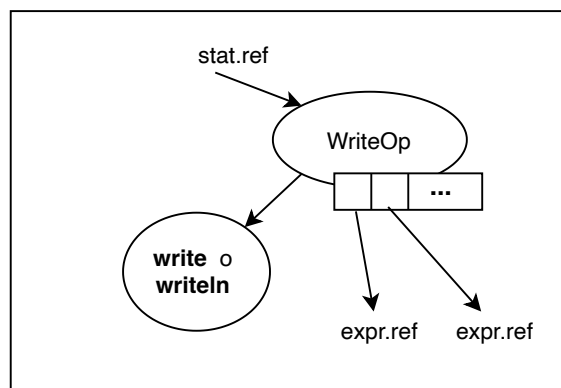 stat.ref
WriteOp
...
write o
writeln
expr.ref expr.ref